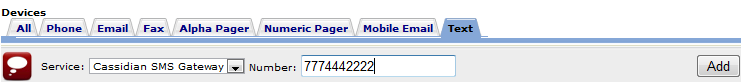 Devices
All Phone Email Fax Alpha Pager Numeric Pager Mobile Email Text
Service: Cassidian SMS Gateway Number: 7774442222 Add